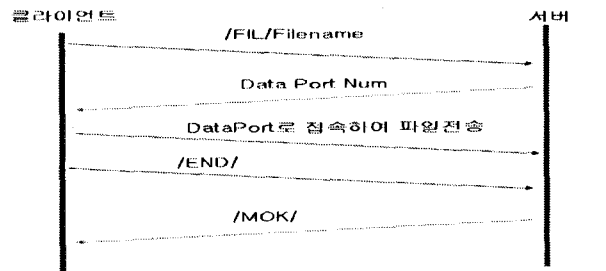 클라이언트
서버
/FIL/Filename
Data Port Num
DataPort로 접속하여 파일전송
/END/
/MOK/